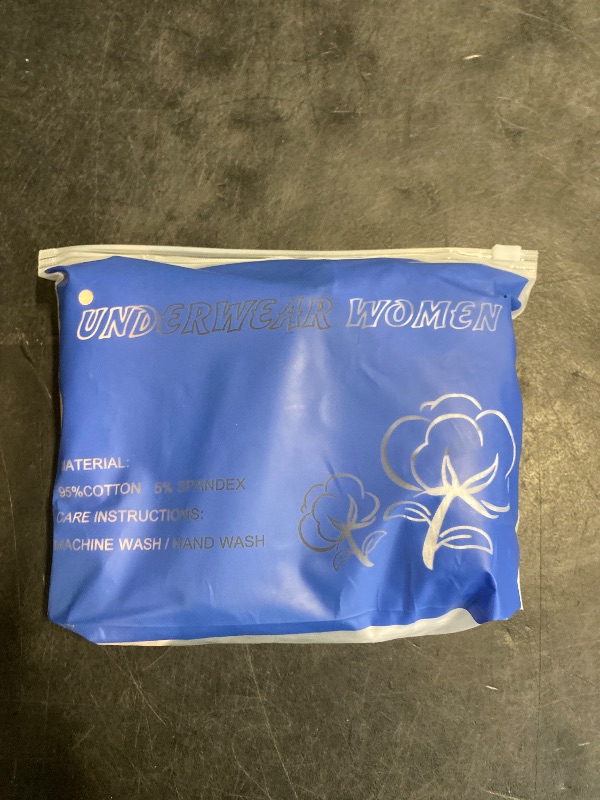 UNDERWEAR WOMEN
MATERIAL:
95%COTTON 5% SPANDEX
CARE INSTRUCTIONS:
MACHINE WASH / HAND WASH